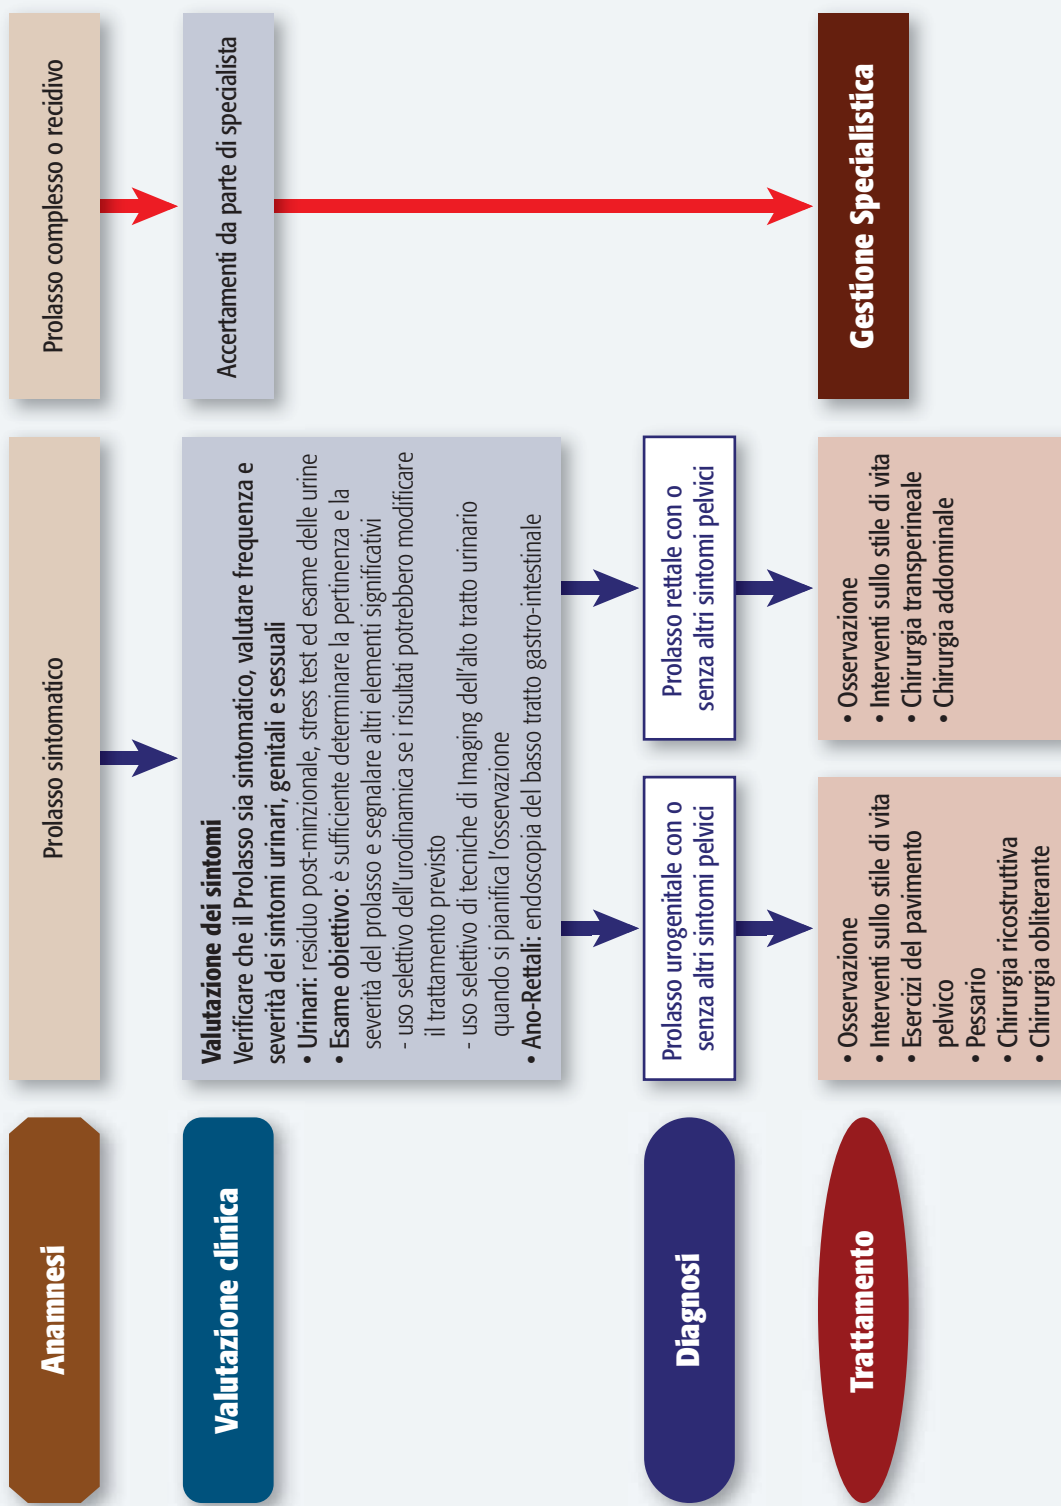 Anamnesi
Prolasso sintomatico
Prolasso complesso o recidivo
Valutazione clinica
Valutazione dei sintomi
Verificare che il Prolasso sia sintomatico, valutare frequenza e
severità dei sintomi urinari, genitali e sessuali
• Urinari: residuo post-minzionale, stress test ed esame delle urine
• Esame obiettivo: è sufficiente determinare la pertinenza e la
severità del prolasso e segnalare altri elementi significativi
- uso selettivo dell'urodinamica se i risultati potrebbero modificare
il trattamento previsto
- uso selettivo di tecniche di Imaging dell'alto tratto urinario
quando si pianifica l'osservazione
• Ano-Rettali: endoscopia del basso tratto gastro-intestinale
Accertamenti da parte di specialista
Diagnosi
Prolasso urogenitale con o
senza altri sintomi pelvici
Prolasso rettale con o
senza altri sintomi pelvici
Trattamento
• Osservazione
• Interventi sullo stile di vita
• Esercizi del pavimento
pelvico
• Pessario
• Chirurgia ricostruttiva
• Chirurgia obliterante
• Osservazione
• Interventi sullo stile di vita
• Chirurgia transperineale
• Chirurgia addominale
Gestione Specialistica